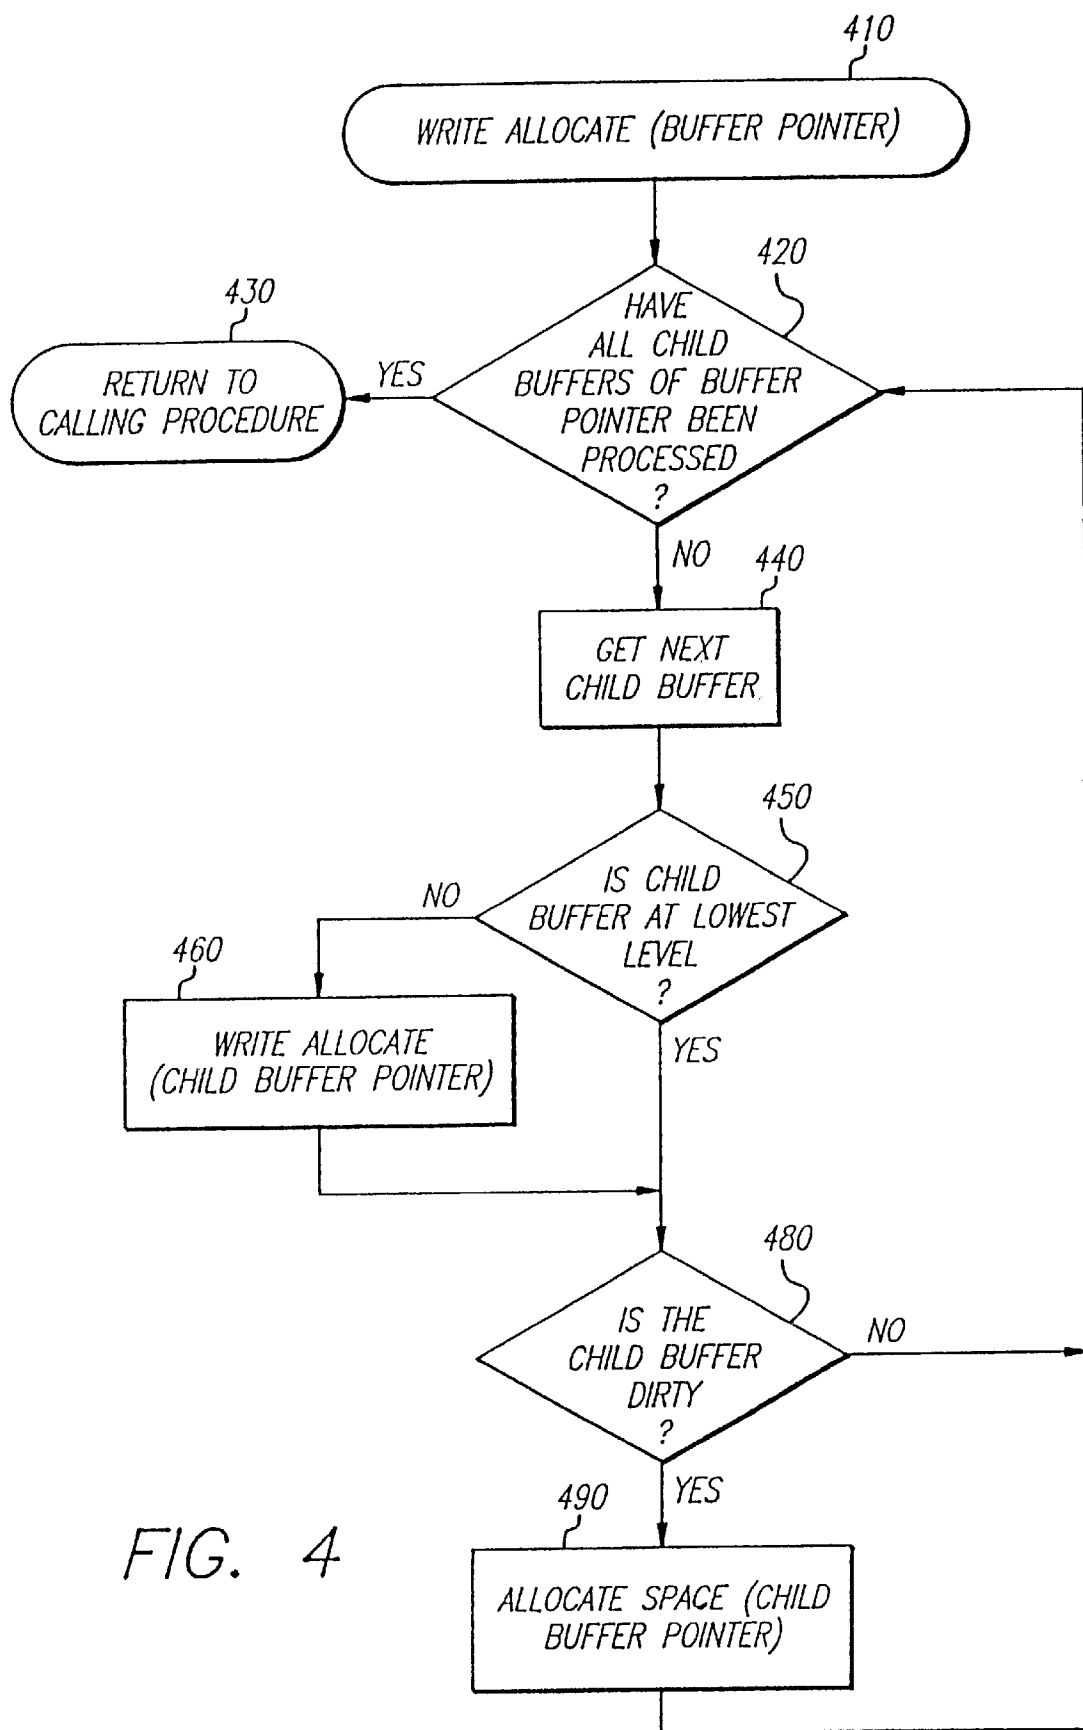 410
WRITE ALLOCATE (BUFFER POINTER)
420
HAVE
ALL CHILD
BUFFERS OF BUFFER
POINTER BEEN
PROCESSED
?
430
RETURN TO
CALLING PROCEDURE
YES
NO
440
GET NEXT
CHILD BUFFER
450
IS CHILD
BUFFER AT LOWEST
LEVEL
?
NO
460
WRITE ALLOCATE
(CHILD BUFFER POINTER)
YES
480
IS THE
CHILD BUFFER
DIRTY
?
NO
YES
490
ALLOCATE SPACE (CHILD
BUFFER POINTER)
FIG. 4